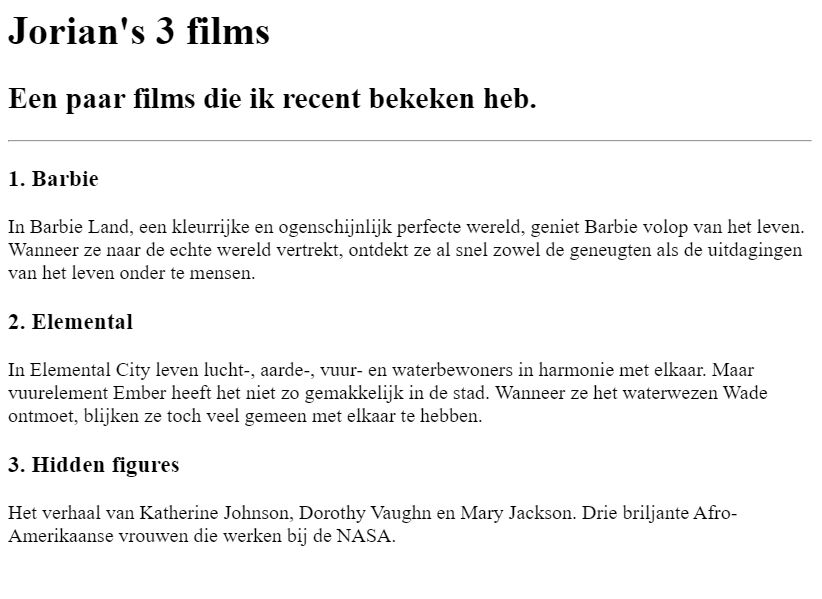 Jorian's 3 films
Een paar films die ik recent bekeken heb.
1. Barbie
In Barbie Land, een kleurrijke en ogenschijnlijk perfecte wereld, geniet Barbie volop van het leven.
Wanneer ze naar de echte wereld vertrekt, ontdekt ze al snel zowel de geneugten als de uitdagingen
van het leven onder te mensen.
2. Elemental
In Elemental City leven lucht-, aarde-, vuur- en waterbewoners in harmonie met elkaar. Maar
vuurelement Ember heeft het niet zo gemakkelijk in de stad. Wanneer ze het waterwezen Wade
ontmoet, blijken ze toch veel gemeen met elkaar te hebben.
3. Hidden figures
Het verhaal van Katherine Johnson, Dorothy Vaughn en Mary Jackson. Drie briljante Afro-
Amerikaanse vrouwen die werken bij de NASA.